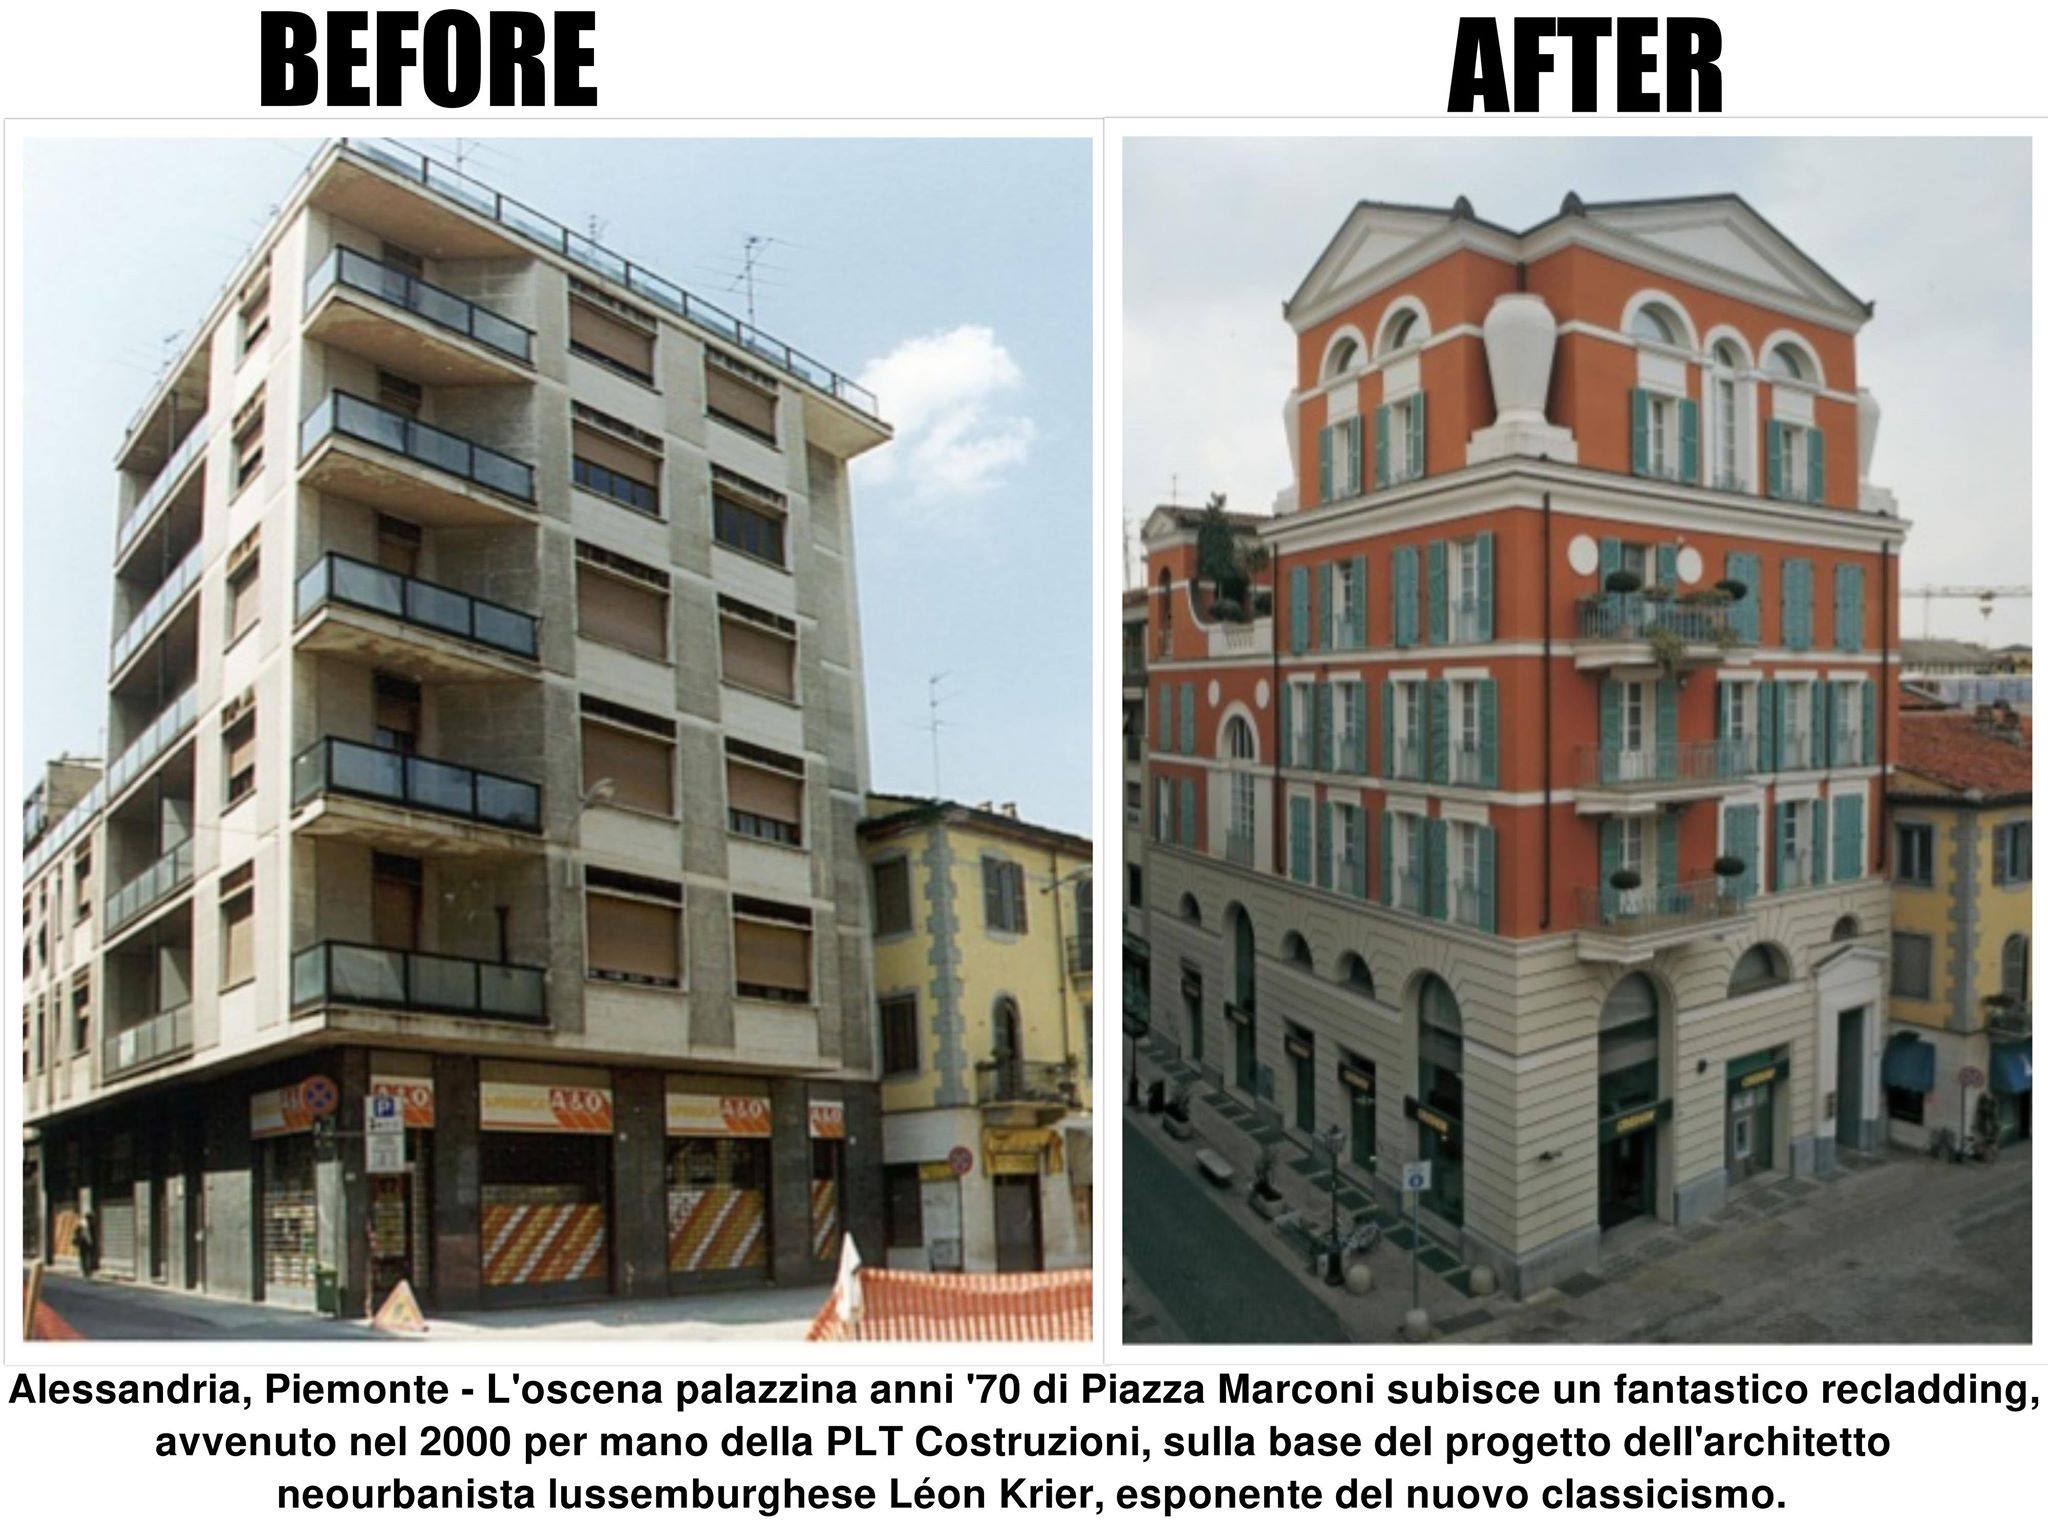 BEFORE
AFTER
A&O
A&O
A&O
A&O
P
Alessandria, Piemonte - L'oscena palazzina anni '70 di Piazza Marconi subisce un fantastico recladding,
avvenuto nel 2000 per mano della PLT Costruzioni, sulla base del progetto dell'architetto
neourbanista lussemburghese Léon Krier, esponente del nuovo classicismo.